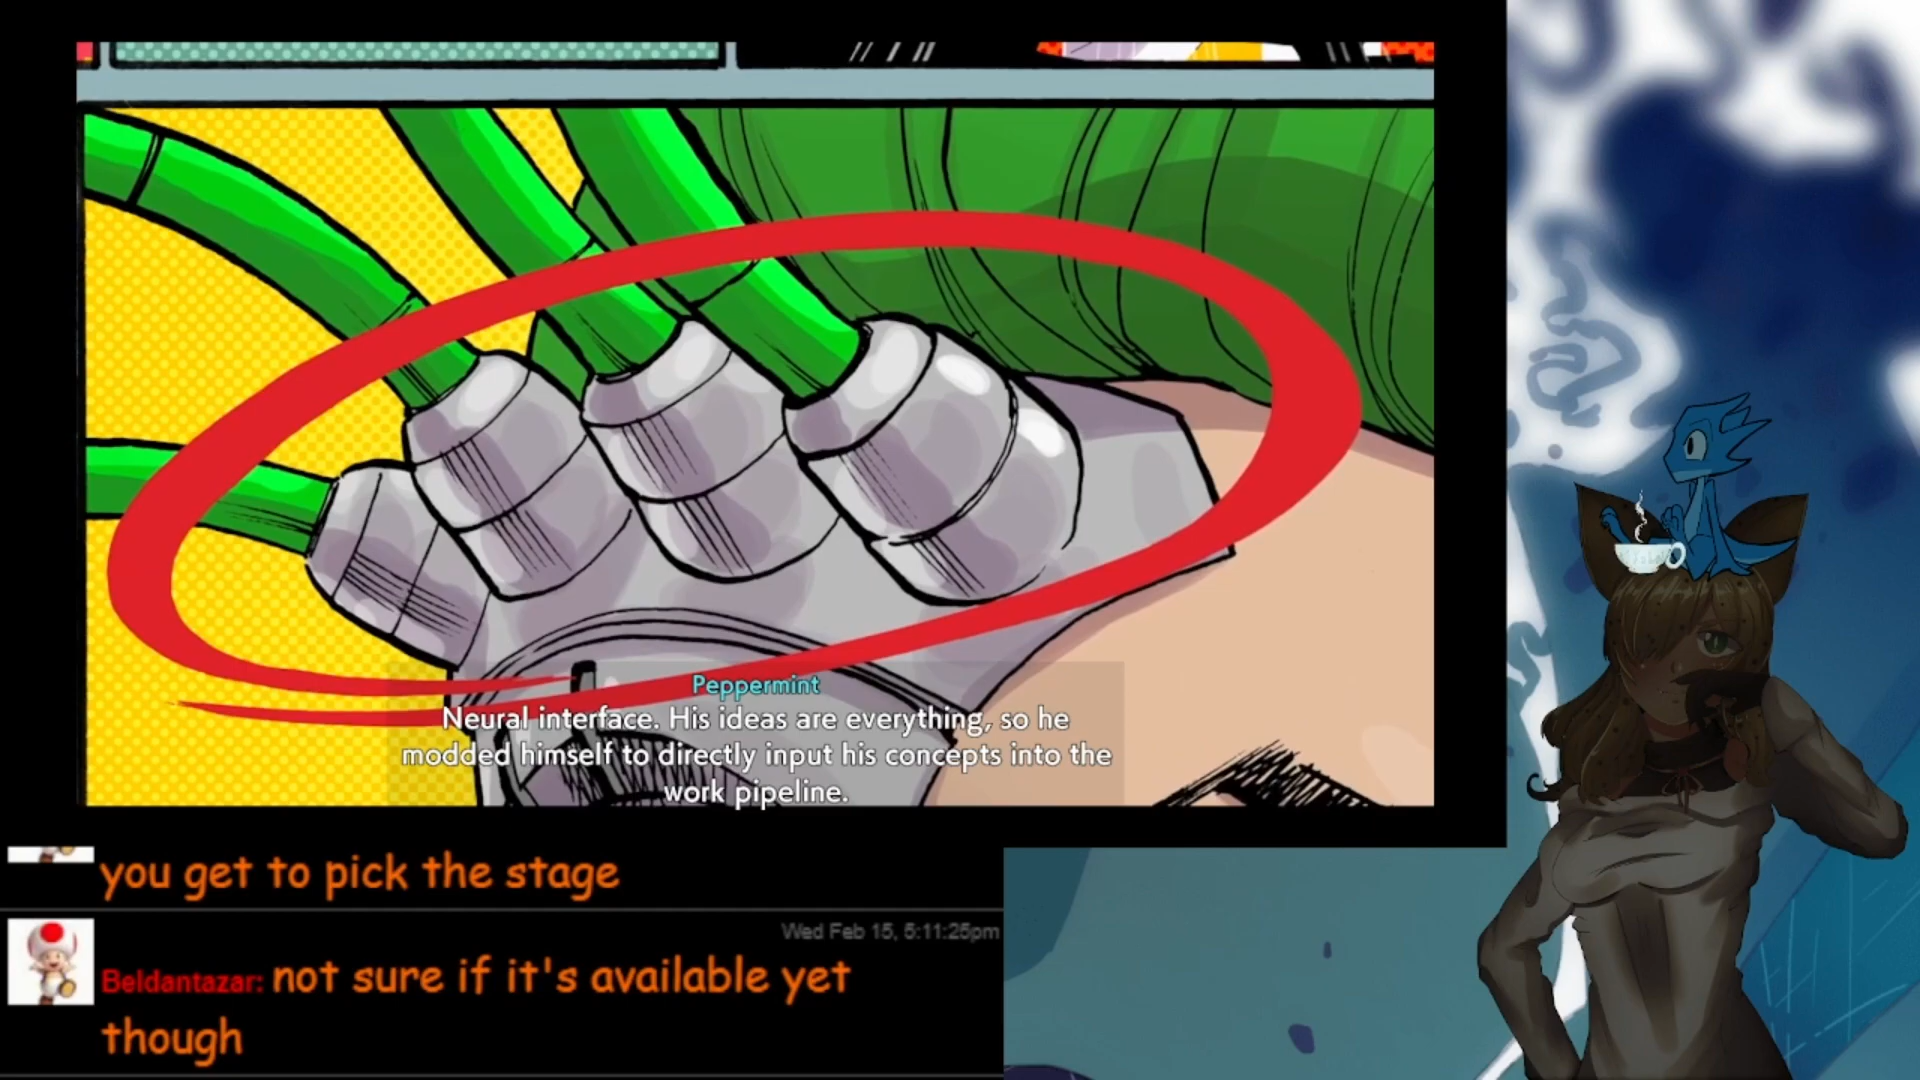 Peppermint
Neural interface. His ideas are everything, so he
modded himself to directly input his concepts into the
work pipeline.
you get to pick the stage
Wed Feb 15, 5:11:25pm
Beldantazar: not sure if it's available yet
though